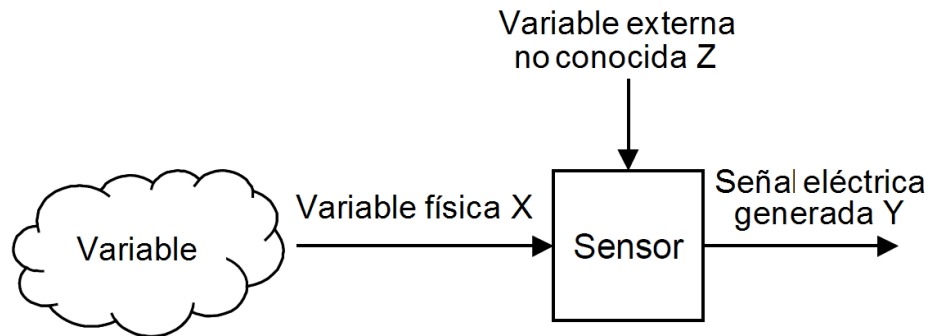 Variable externa
no conocida Z
Variable
Variable física X
Sensor
Señal eléctrica
generada Y